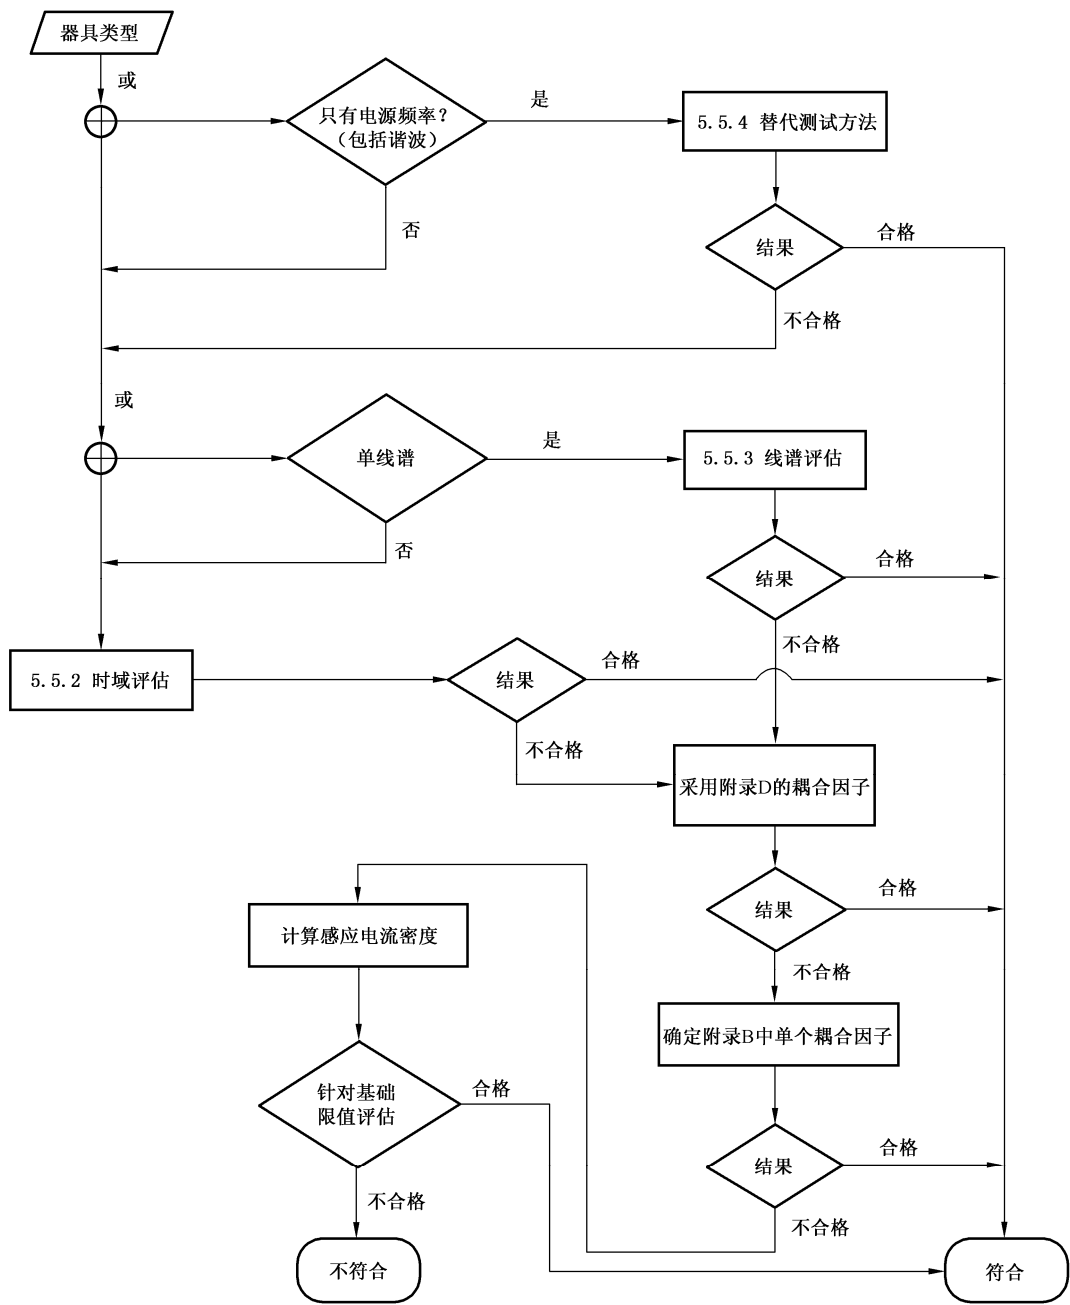 器具类型
或
只有电源频率？
（包括谐波）
是
5.5.4 替代测试方法
否
结果
合格
不合格
或
单线谱
是
5.5.3 线谱评估
否
结果
合格
不合格
5.5.2 时域评估
结果
合格
不合格
采用附录D的耦合因子
结果
合格
不合格
计算感应电流密度
确定附录B中单个耦合因子
针对基础
限值评估
合格
不合格
结果
合格
不合格
不符合
符合